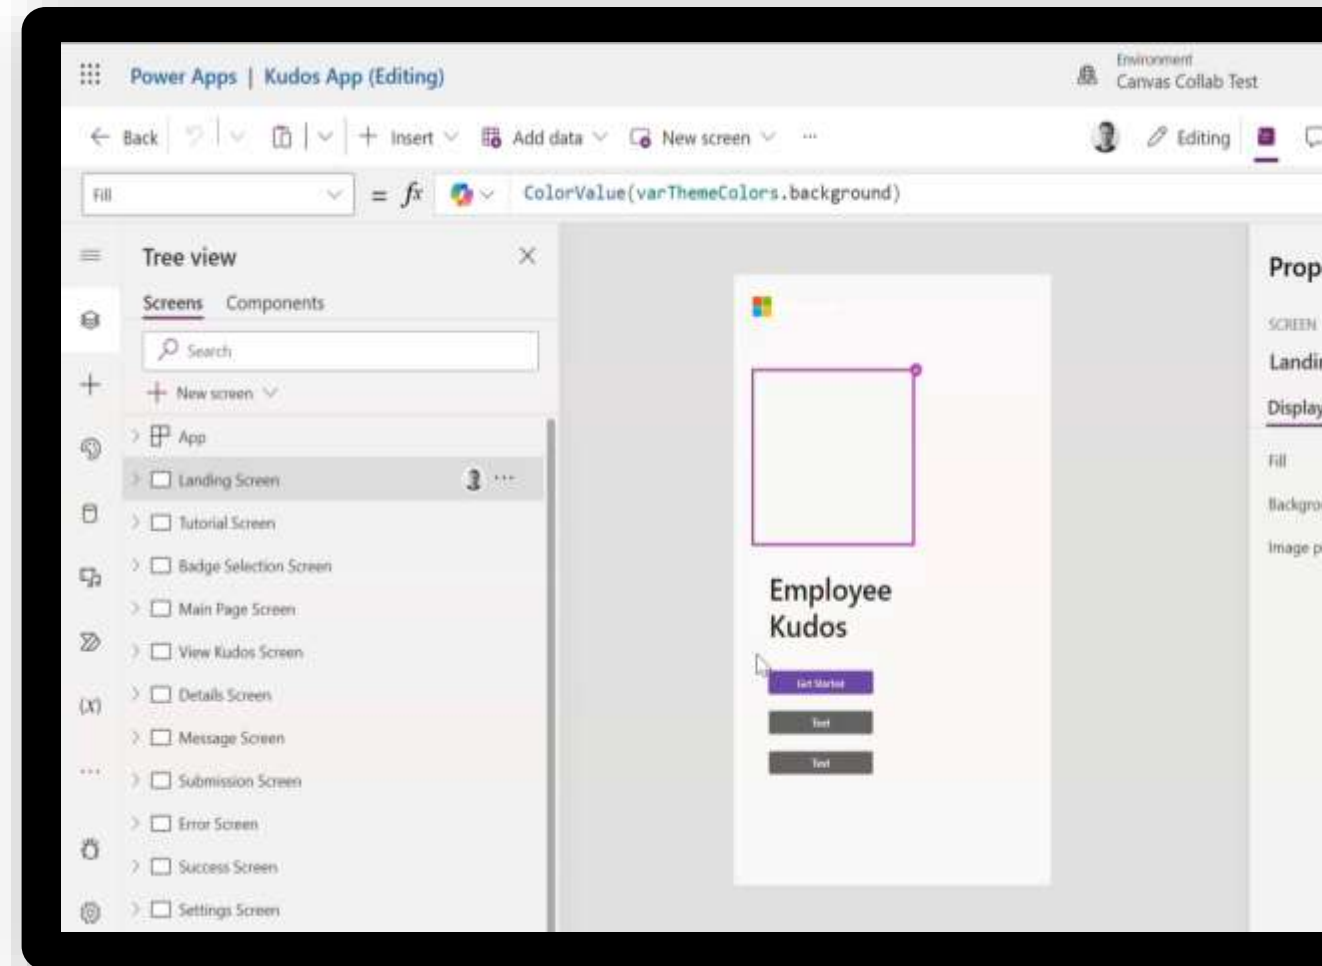 Power Apps | Kudos App (Editing)
Environment
Canvas Collab Test
Back
Insert
Add data
New screen
Editing
Fill
= fx
ColorValue(varThemeColors.background)
Tree view
Screens
Components
Search
New screen
App
Landing Screen
Tutorial Screen
Badge Selection Screen
Main Page Screen
View Kudos Screen
Details Screen
Message Screen
Submission Screen
Error Screen
Success Screen
Settings Screen
(x)
Employee
Kudos
Get Started
Text
Text
Prop
SCREEN
Landin
Display
Fill
Backgrou
Image p